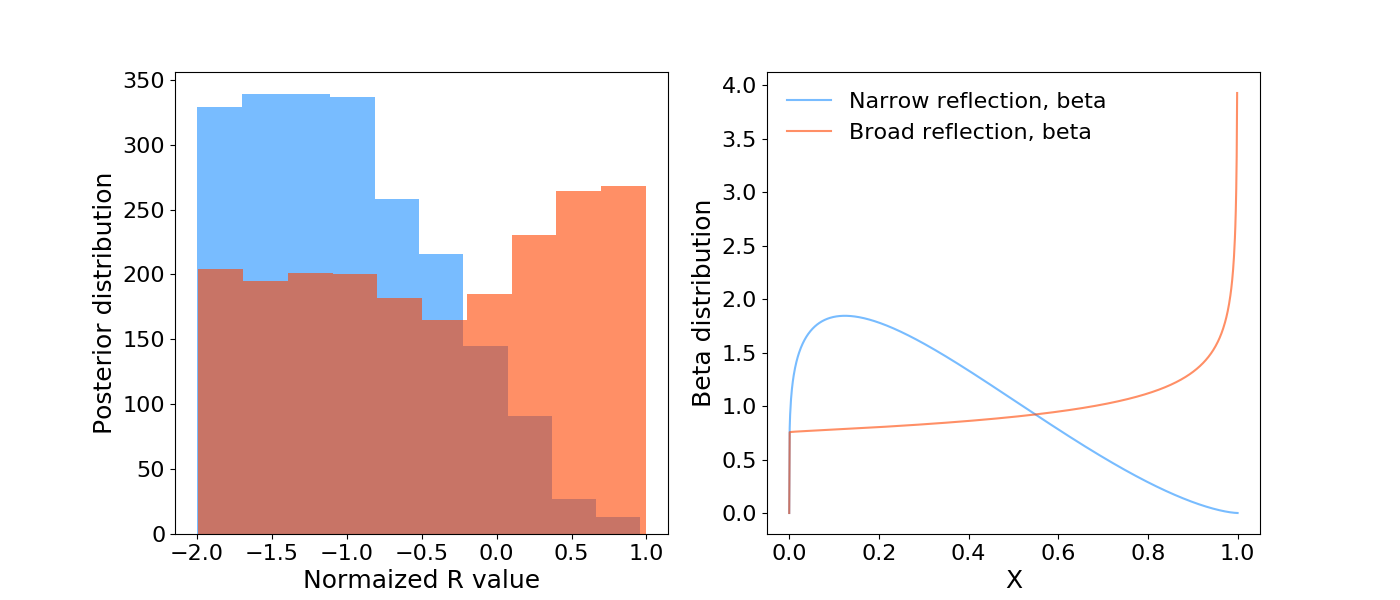 Posterior distribution
350
300
250
200
150
100
50
0
−2.0 −1.5 −1.0 −0.5 0.0 0.5 1.0
Normaized R value
Beta distribution
4.0
3.5
3.0
2.5
2.0
1.5
1.0
0.5
0.0
Narrow reflection, beta
Broad reflection, beta
0.0 0.2 0.4 0.6 0.8 1.0
X